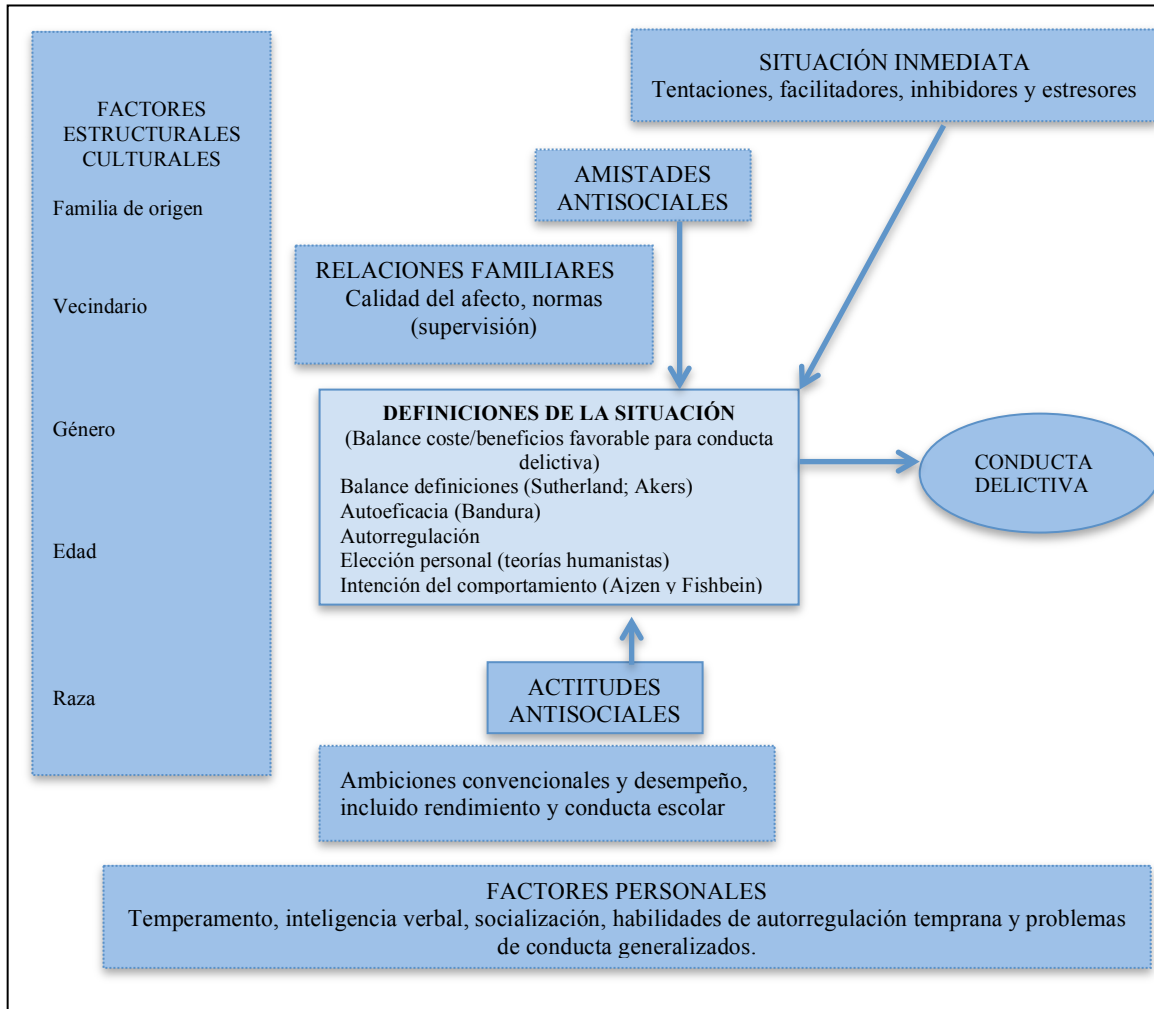 FACTORES
ESTRUCTURALES
CULTURALES
Familia de origen
Vecindario
Género
Edad
Raza
SITUACIÓN INMEDIATA
Tentaciones, facilitadores, inhibidores y estresores
AMISTADES
ANTISOCIALES
RELACIONES FAMILIARES
Calidad del afecto, normas
(supervisión)
DEFINICIONES DE LA SITUACIÓN
(Balance coste/beneficios favorable para conducta
delictiva)
Balance definiciones (Sutherland; Akers)
Autoeficacia (Bandura)
Autorregulación
Elección personal (teorías humanistas)
Intención del comportamiento (Ajzen y Fishbein)
CONDUCTA
DELICTIVA
ACTITUDES
ANTISOCIALES
Ambiciones convencionales y desempeño,
incluido rendimiento y conducta escolar
FACTORES PERSONALES
Temperamento, inteligencia verbal, socialización, habilidades de autorregulación temprana y problemas
de conducta generalizados.